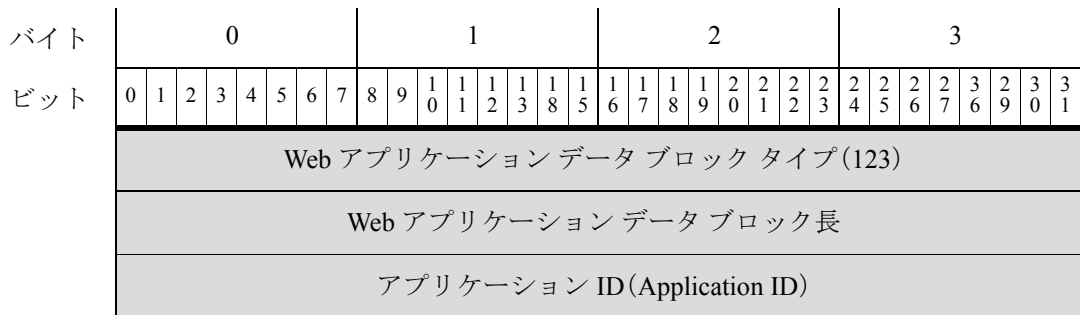 バイト 0 1 2 3
ビット 0 1 2 3 4 5 6 7 8 9 10 11 12 13 18 15 16 17 18 19 20 21 22 23 24 25 26 27 36 29 30 31
Web アプリケーション データ ブロック タイプ(123)
Web アプリケーション データ ブロック長
アプリケーション ID(Application ID)